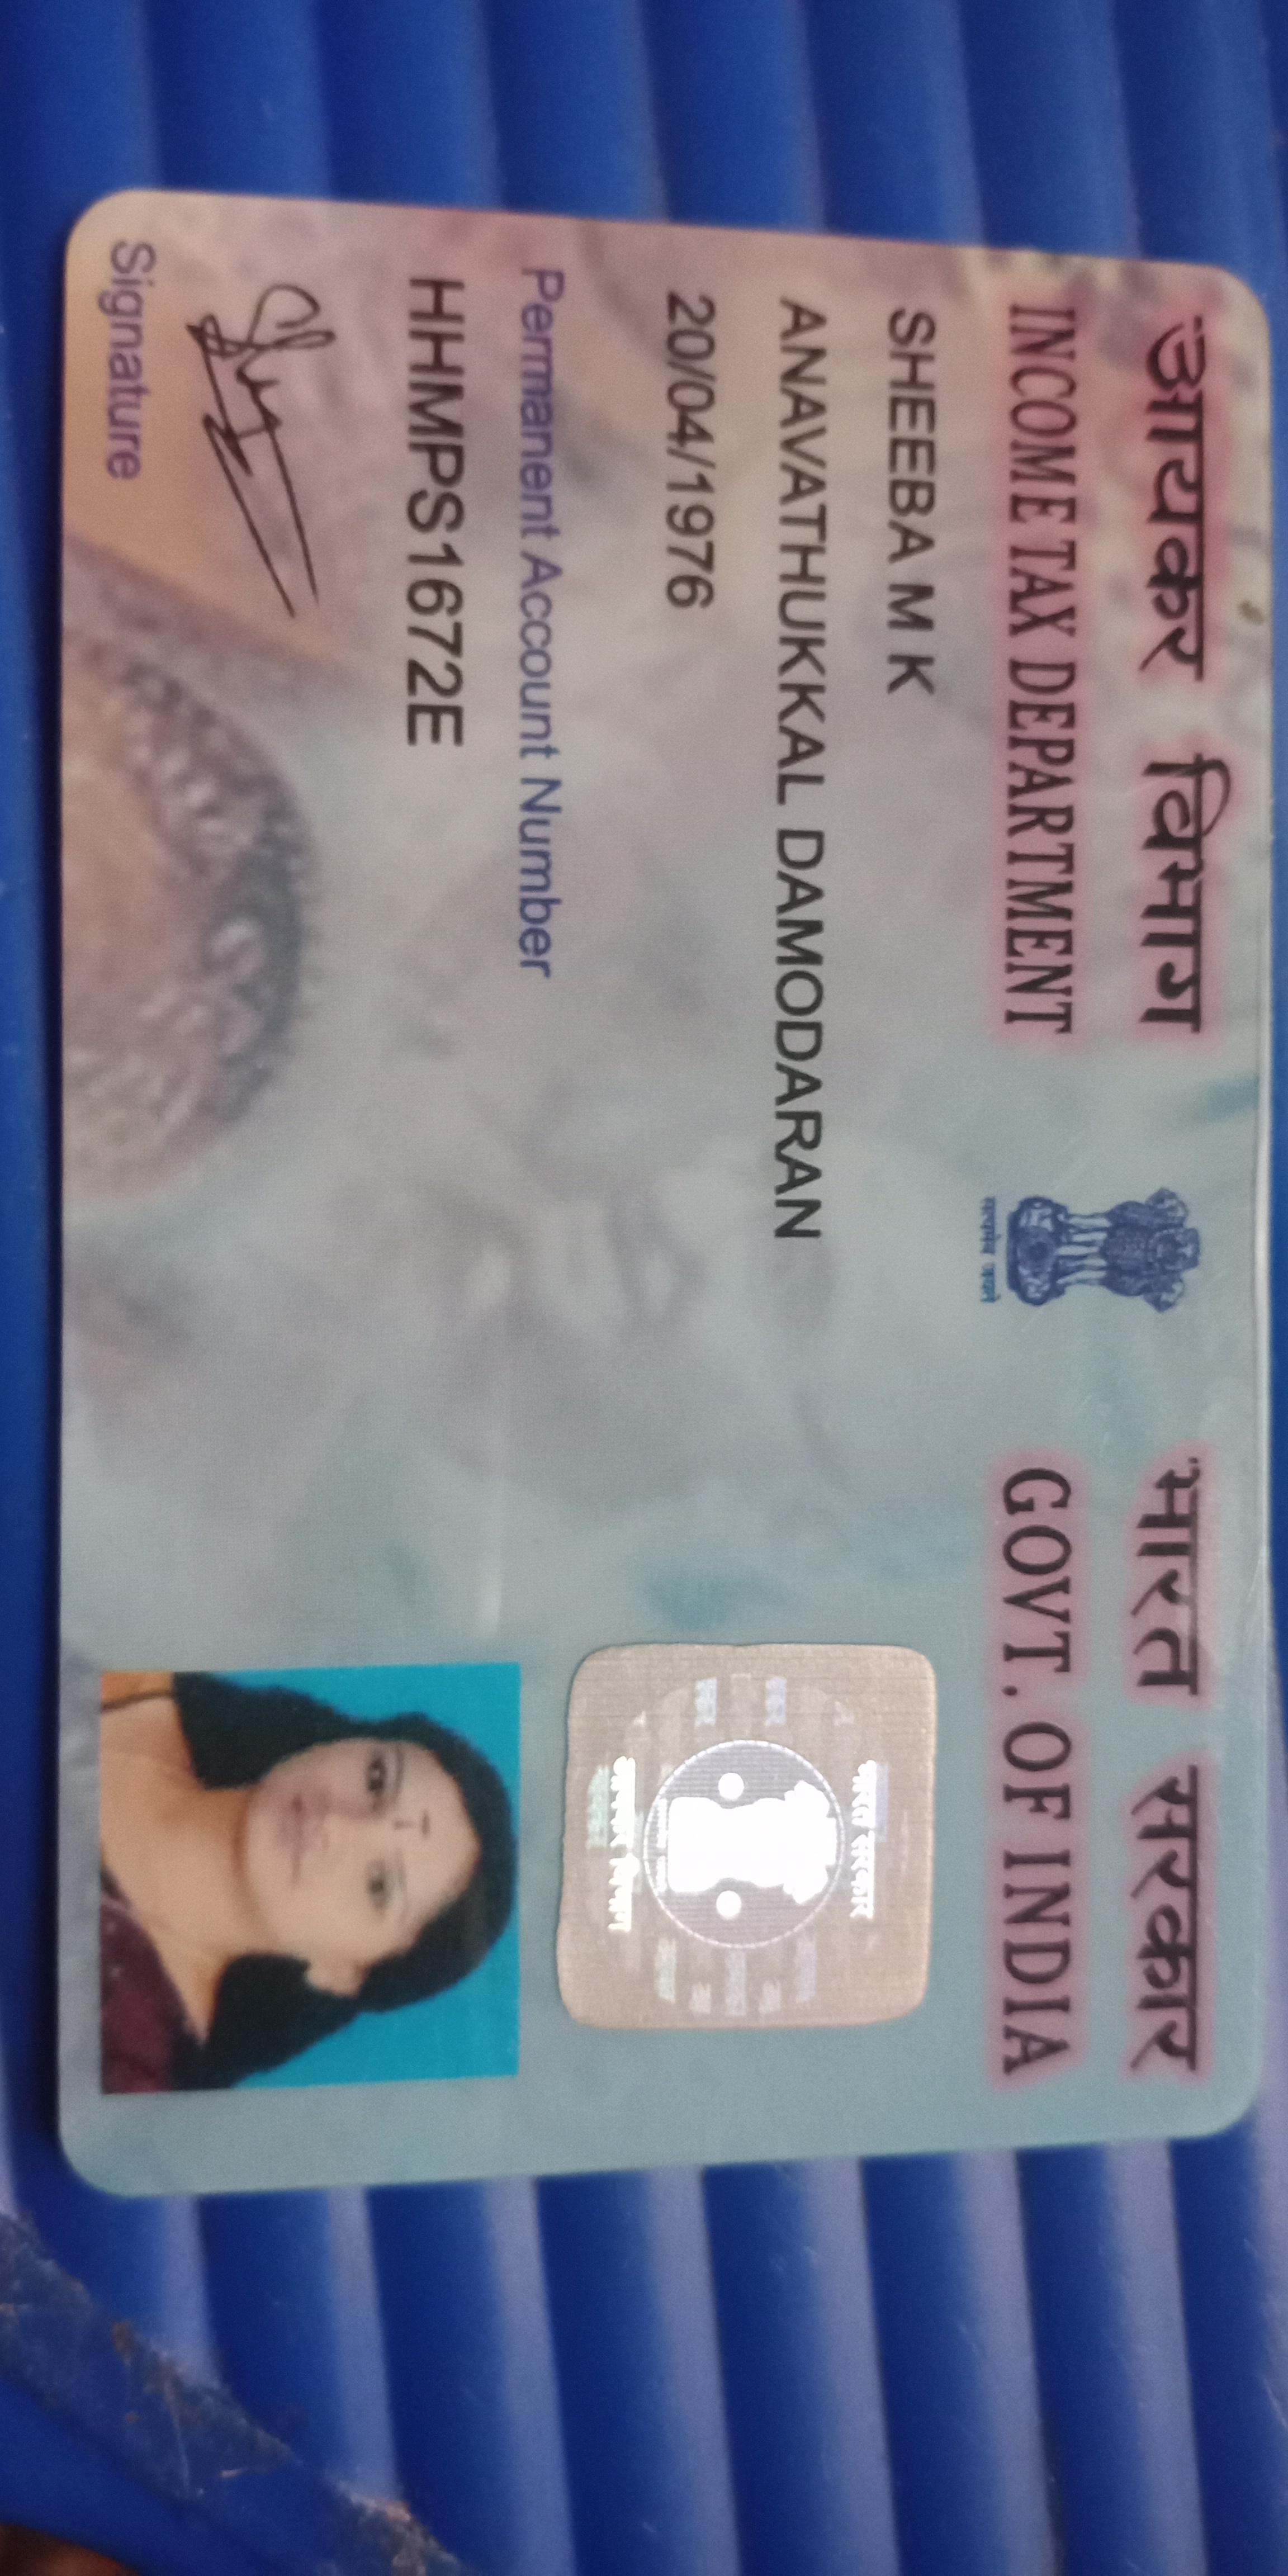 आयकर विभाग
INCOME TAX DEPARTMENT
सत्यमेव जयते
भारत सरकार
GOVT. OF INDIA
SHEEBA M K
ANAVATHUKKAL DAMODARAN
20/04/1976
Permanent Account Number
HHMPS1672E
Signature
भारत सरकार
आयकर विभाग